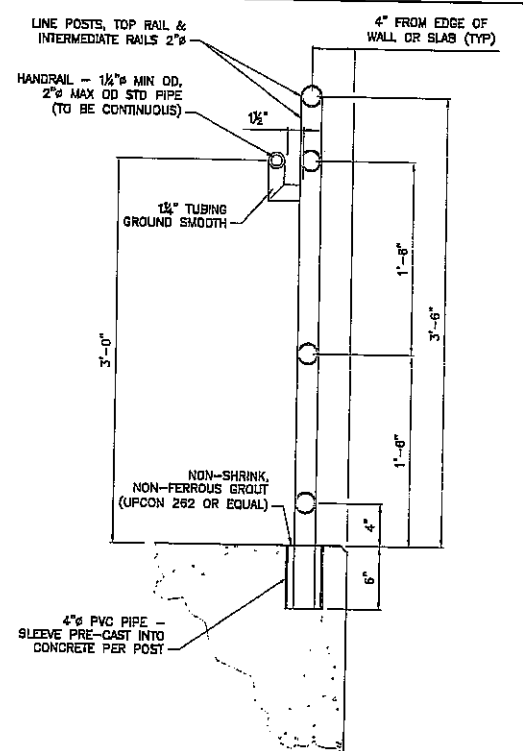 LINE POSTS, TOP RAIL &
INTERMEDIATE RAILS 2"ø
4" FROM EDGE OF
WALL OR SLAB (TYP)
HANDRAIL – 1¼"ø MIN OD,
2"ø MAX OD STD PIPE
(TO BE CONTINUOUS)
1½"
1¼" TUBING
GROUND SMOOTH
1'-8"
3'-6"
3'-0"
1'-6"
NON-SHRINK,
NON-FERROUS GROUT
(UPCON 262 OR EQUAL)
4"
6"
4"ø PVC PIPE –
SLEEVE PRE-CAST INTO
CONCRETE PER POST